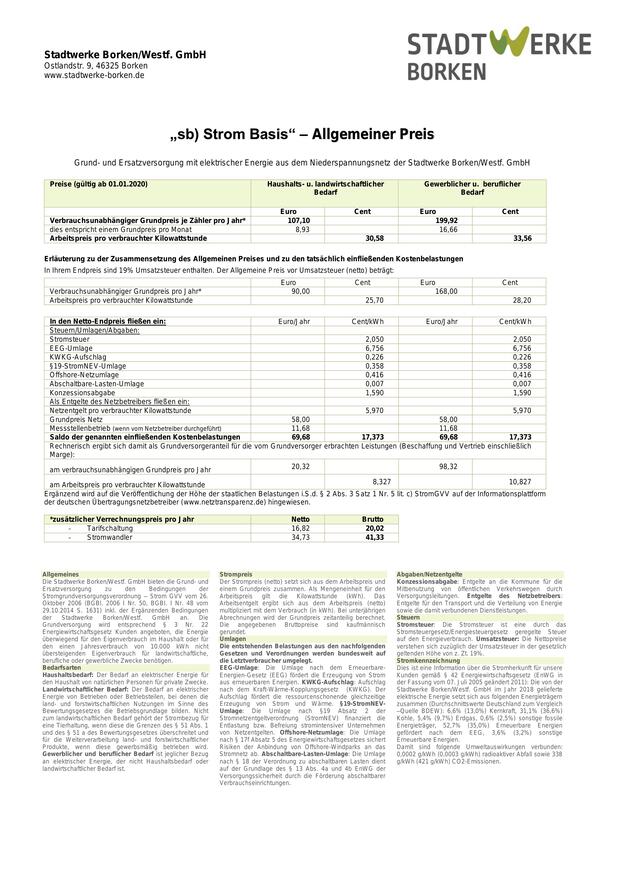 Stadtwerke Borken/Westf. GmbH
Ostlandstr. 9, 46325 Borken
www.stadtwerke-borken.de
STADTWERKE
BORKEN
„sb) Strom Basis“ – Allgemeiner Preis
Grund- und Ersatzversorgung mit elektrischer Energie aus dem Niederspannungsnetz der Stadtwerke Borken/Westf. GmbH
Preise (gültig ab 01.01.2020) Haushalts- u. landwirtschaftlicher Bedarf Gewerblicher u. beruflicher Bedarf
Euro Cent Euro Cent
Verbrauchsunabhängiger Grundpreis je Zähler pro Jahr* 107,10 199,92
dies entspricht einem Grundpreis pro Monat 8,93 16,66
Arbeitspreis pro verbrauchter Kilowattstunde 30,58 33,56
Erläuterung zu der Zusammensetzung des Allgemeinen Preises und zu den tatsächlich einfließenden Kostenbelastungen
In Ihrem Endpreis sind 19% Umsatzsteuer enthalten. Der Allgemeine Preis vor Umsatzsteuer (netto) beträgt:
Euro Cent Euro Cent
Verbrauchsunabhängiger Grundpreis pro Jahr* 90,00 168,00
Arbeitspreis pro verbrauchter Kilowattstunde 25,70 28,20
In den Netto-Endpreis fließen ein: Euro/Jahr Cent/kWh Euro/Jahr Cent/kWh
Steuern/Umlagen/Abgaben:
Stromsteuer 2,050 2,050
EEG-Umlage 6,756 6,756
KWKG-Aufschlag 0,226 0,226
§19-StromNEV-Umlage 0,358 0,358
Offshore-Netzumlage 0,416 0,416
Abschaltbare-Lasten-Umlage 0,007 0,007
Konzessionsabgabe 1,590 1,590
Als Entgelte des Netzbetreibers fließen ein:
Netzentgelt pro verbrauchter Kilowattstunde 5,970 5,970
Grundpreis Netz 58,00 58,00
Messstellenbetrieb (wenn vom Netzbetreiber durchgeführt) 11,68 11,68
Saldo der genannten einfließenden Kostenbelastungen 69,68 17,373 69,68 17,373
Rechnerisch ergibt sich damit als Grundversorgeranteil für die vom Grundversorger erbrachten Leistungen (Beschaffung und Vertrieb einschließlich
Marge):
am verbrauchsunabhängigen Grundpreis pro Jahr 20,32 98,32
am Arbeitspreis pro verbrauchter Kilowattstunde 8,327 10,827
Ergänzend wird auf die Veröffentlichung der Höhe der staatlichen Belastungen i.S.d. § 2 Abs. 3 Satz 1 Nr. 5 lit. c) StromGVV auf der Informationsplattform
der deutschen Übertragungsnetzbetreiber (www.netztransparenz.de) hingewiesen.
*zusätzlicher Verrechnungspreis pro Jahr Netto Brutto
- Tarifschaltung 16,82 20,02
- Stromwandler 34,73 41,33
Allgemeines
Die Stadtwerke Borken/Westf. GmbH bieten die Grund- und
Ersatzversorgung zu den Bedingungen der
Stromgrundversorgungsverordnung – Strom GVV vom 26.
Oktober 2006 (BGBl. 2006 I Nr. 50, BGBl. I Nr. 48 vom
29.10.2014 S. 1631) inkl. der Ergänzenden Bedingungen
der Stadtwerke Borken/Westf. GmbH an. Die
Grundversorgung wird entsprechend § 3 Nr. 22
Energiewirtschaftsgesetz Kunden angeboten, die Energie
überwiegend für den Eigenverbrauch im Haushalt oder für
den einen Jahresverbrauch von 10.000 kWh nicht
übersteigenden Eigenverbrauch für landwirtschaftliche,
berufliche oder gewerbliche Zwecke benötigen.
Bedarfsarten
Haushaltsbedarf: Der Bedarf an elektrischer Energie für
den Haushalt von natürlichen Personen für private Zwecke.
Landwirtschaftlicher Bedarf: Der Bedarf an elektrischer
Energie von Betrieben oder Betriebsteilen, bei denen die
land- und forstwirtschaftlichen Nutzungen im Sinne des
Bewertungsgesetzes die Betriebsgrundlage bilden. Nicht
zum landwirtschaftlichen Bedarf gehört der Strombezug für
eine Tierhaltung, wenn diese die Grenzen des § 51 Abs. 1
und des § 51 a des Bewertungsgesetzes überschreitet und
für die Weiterverarbeitung land- und forstwirtschaftlicher
Produkte, wenn diese gewerbsmäßig betrieben wird.
Gewerblicher und beruflicher Bedarf ist jeglicher Bezug
an elektrischer Energie, der nicht Haushaltsbedarf oder
landwirtschaftlicher Bedarf ist.
Strompreis
Der Strompreis (netto) setzt sich aus dem Arbeitspreis und
einem Grundpreis zusammen. Als Mengeneinheit für den
Arbeitspreis gilt die Kilowattstunde (kWh). Das
Arbeitsentgelt ergibt sich aus dem Arbeitspreis (netto)
multipliziert mit dem Verbrauch (in kWh). Bei unterjährigen
Abrechnungen wird der Grundpreis zeitanteilig berechnet.
Die angegebenen Bruttopreise sind kaufmännisch
gerundet.
Umlagen
Die entstehenden Belastungen aus den nachfolgenden
Gesetzen und Verordnungen werden bundesweit auf
die Letztverbraucher umgelegt.
EEG-Umlage: Die Umlage nach dem Erneuerbare-
Energien-Gesetz (EEG) fördert die Erzeugung von Strom
aus erneuerbaren Energien. KWKG-Aufschlag: Aufschlag
nach dem Kraft-Wärme-Kopplungsgesetz (KWKG). Der
Aufschlag fördert die ressourcenschonende gleichzeitige
Erzeugung von Strom und Wärme. §19-StromNEV-
Umlage: Die Umlage nach §19 Absatz 2 der
Stromnetzentgeltverordnung (StromNEV) finanziert die
Entlastung bzw. Befreiung stromintensiver Unternehmen
von Netzentgelten. Offshore-Netzumlage: Die Umlage
nach § 17f Absatz 5 des Energiewirtschaftsgesetzes sichert
Risiken der Anbindung von Offshore-Windparks an das
Stromnetz ab. Abschaltbare-Lasten-Umlage: Die Umlage
nach § 18 der Verordnung zu abschaltbaren Lasten dient
auf der Grundlage des § 13 Abs. 4a und 4b EnWG der
Versorgungssicherheit durch die Förderung abschaltbarer
Verbrauchseinrichtungen.
Abgaben/Netzentgelte
Konzessionsabgabe: Entgelte an die Kommune für die
Mitbenutzung von öffentlichen Verkehrswegen durch
Versorgungsleitungen. Entgelte des Netzbetreibers:
Entgelte für den Transport und die Verteilung von Energie
sowie die damit verbundenen Dienstleistungen.
Steuern
Stromsteuer: Die Stromsteuer ist eine durch das
Stromsteuergesetz/Energiesteuergesetz geregelte Steuer
auf den Energieverbrauch. Umsatzsteuer: Die Nettopreise
verstehen sich zuzüglich der Umsatzsteuer in der gesetzlich
geltenden Höhe von z. Zt. 19%.
Stromkennzeichnung
Dies ist eine Information über die Stromherkunft für unsere
Kunden gemäß § 42 Energiewirtschaftsgesetz (EnWG in
der Fassung vom 07. Juli 2005 geändert 2011): Die von der
Stadtwerke Borken/Westf. GmbH im Jahr 2018 gelieferte
elektrische Energie setzt sich aus folgenden Energieträgern
zusammen (Durchschnittswerte Deutschland zum Vergleich
–Quelle BDEW). 6,6% (13,0%) Kernkraft, 31,1% (36,6%)
Kohle, 5,4% (9,7%) Erdgas, 0,6% (2,5%) sonstige fossile
Energieträger, 52,7% (35,0%) Erneuerbare Energien
gefördert nach dem EEG, 3,6% (3,2%) sonstige
Erneuerbare Energien.
Damit sind folgende Umweltauswirkungen verbunden:
0,0002 g/kWh (0,0003 g/kWh) radioaktiver Abfall sowie 338
g/kWh (421 g/kWh) CO2-Emissionen.